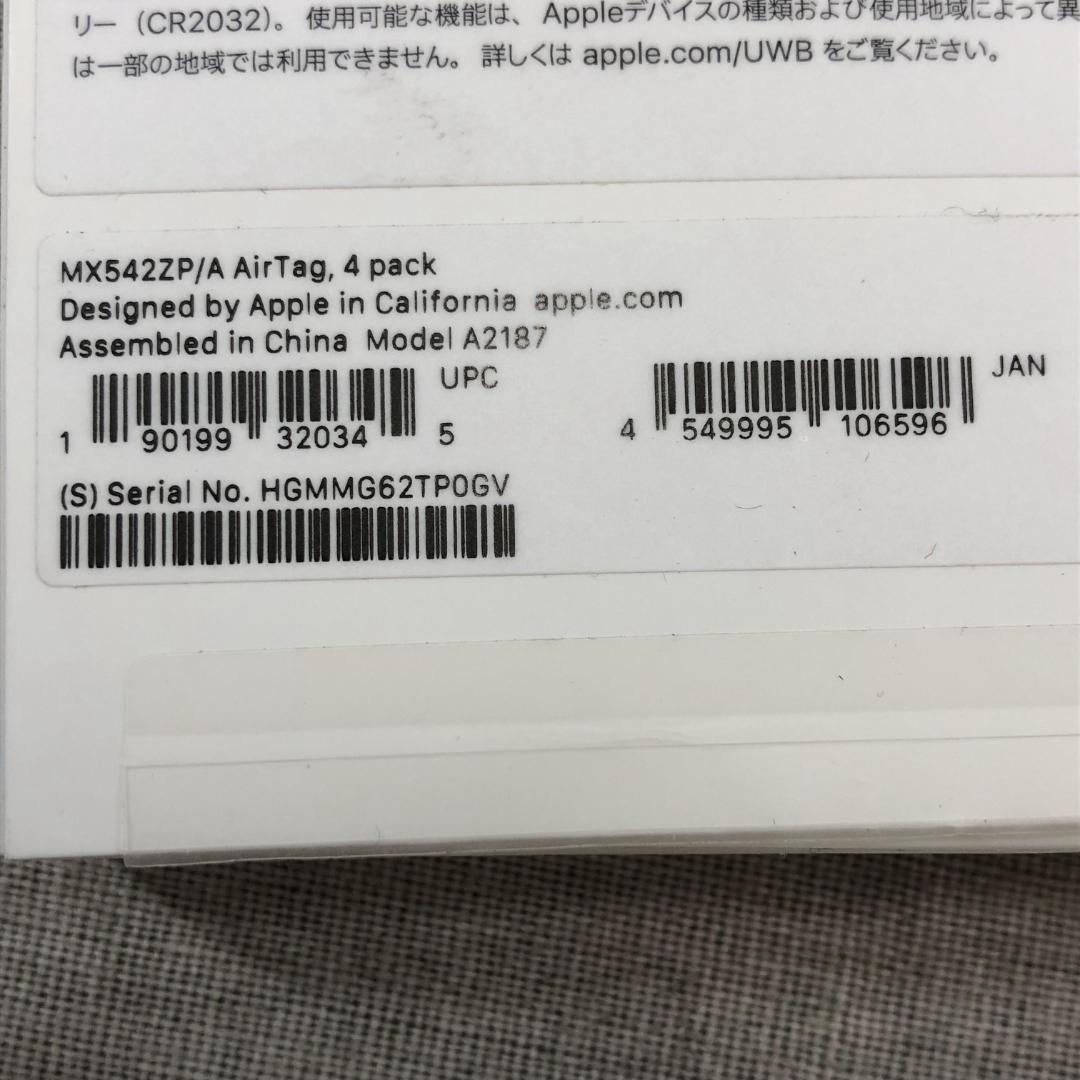 リー（CR2032）。使用可能な機能は、Appleデバイスの種類および使用地域によって異
は一部の地域では利用できません。詳しくは apple.com/UWB をご覧ください。
MX542ZP/A AirTag, 4 pack
Designed by Apple in California apple.com
Assembled in China Model A2187
UPC
1 90199 32034 5
JAN
4 549995 106596
(S) Serial No. HGMMG62TP0GV